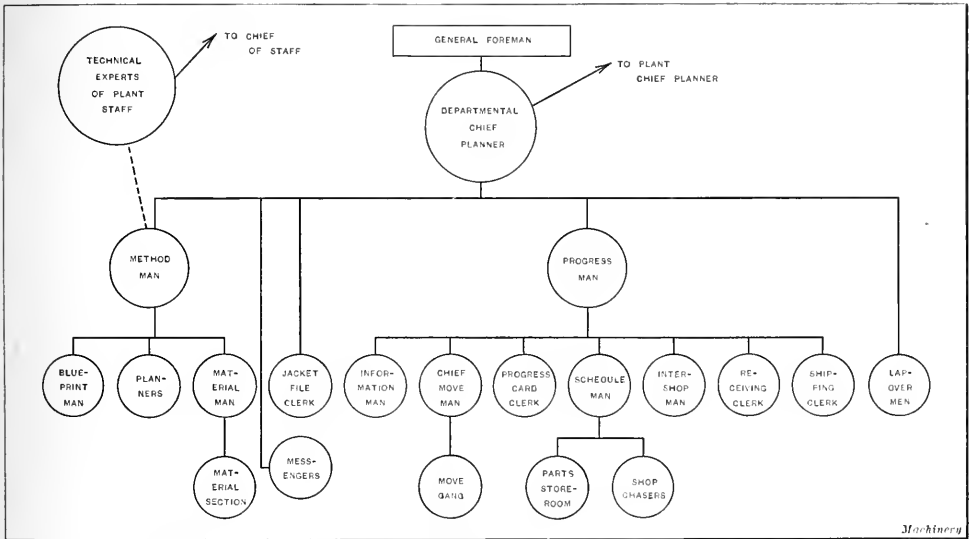 TECHNICAL
EXPERTS
OF PLANT
STAFF
TO CHIEF
OF STAFF
GENERAL FOREMAN
DEPARTMENTAL
CHIEF
PLANNER
TO PLANT
CHIEF PLANNER
METHOD
MAN
PROGRESS
MAN
BLUE-
PRINT
MAN
PLAN-
NERS
MAT-
ERIAL
MAN
JACKET
FILE
CLERK
INFOR-
MATION
MAN
CHIEF
MOVE
MAN
PROGRESS
CARD
CLERK
SCHEDULE
MAN
INTER-
SHOP
MAN
RE-
CEIVING
CLERK
SHIP-
PING
CLERK
LAP-
OVER
MEN
MAT-
ERIAL
SECTION
MESS-
ENGERS
MOVE
GANG
PARTS
STORE-
ROOM
SHOP
CHASERS
Machinery